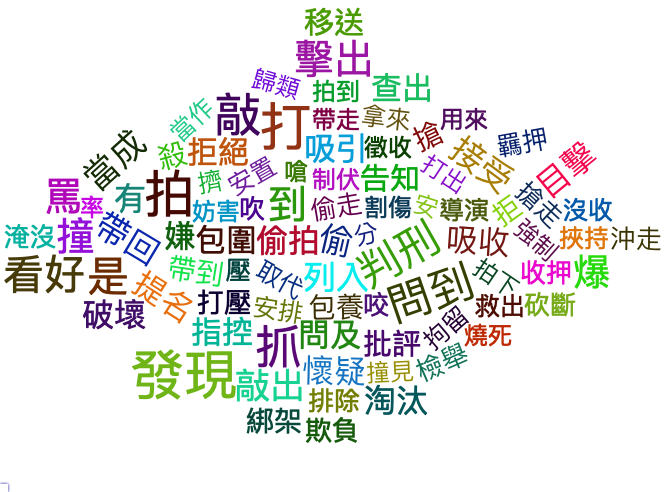 移送
擊出
歸類
拍到
查出
當作
敲
打
帶走
拿來
用來
當成
殺
拒絕
吸引
徵收
搶
接受
羈押
目擊
罵
率
有
拍
擠
安置
嗆
制伏
告知
打出
妨害
吹
到
偷走
割傷
安
導演
拒
搶走
沒收
淹沒
撞
帶回
嫌
包圍
偷拍
偷
分
判刑
吸收
強制
挾持
沖走
看好
是
提名
帶到
壓
取代
列入
問到
拍下
收押
爆
破壞
打壓
安排
包養
咬
拘留
救出
砍斷
指控
抓
問及
批評
燒死
發現
敲出
懷疑
撞見
檢舉
排除
淘汰
綁架
欺負